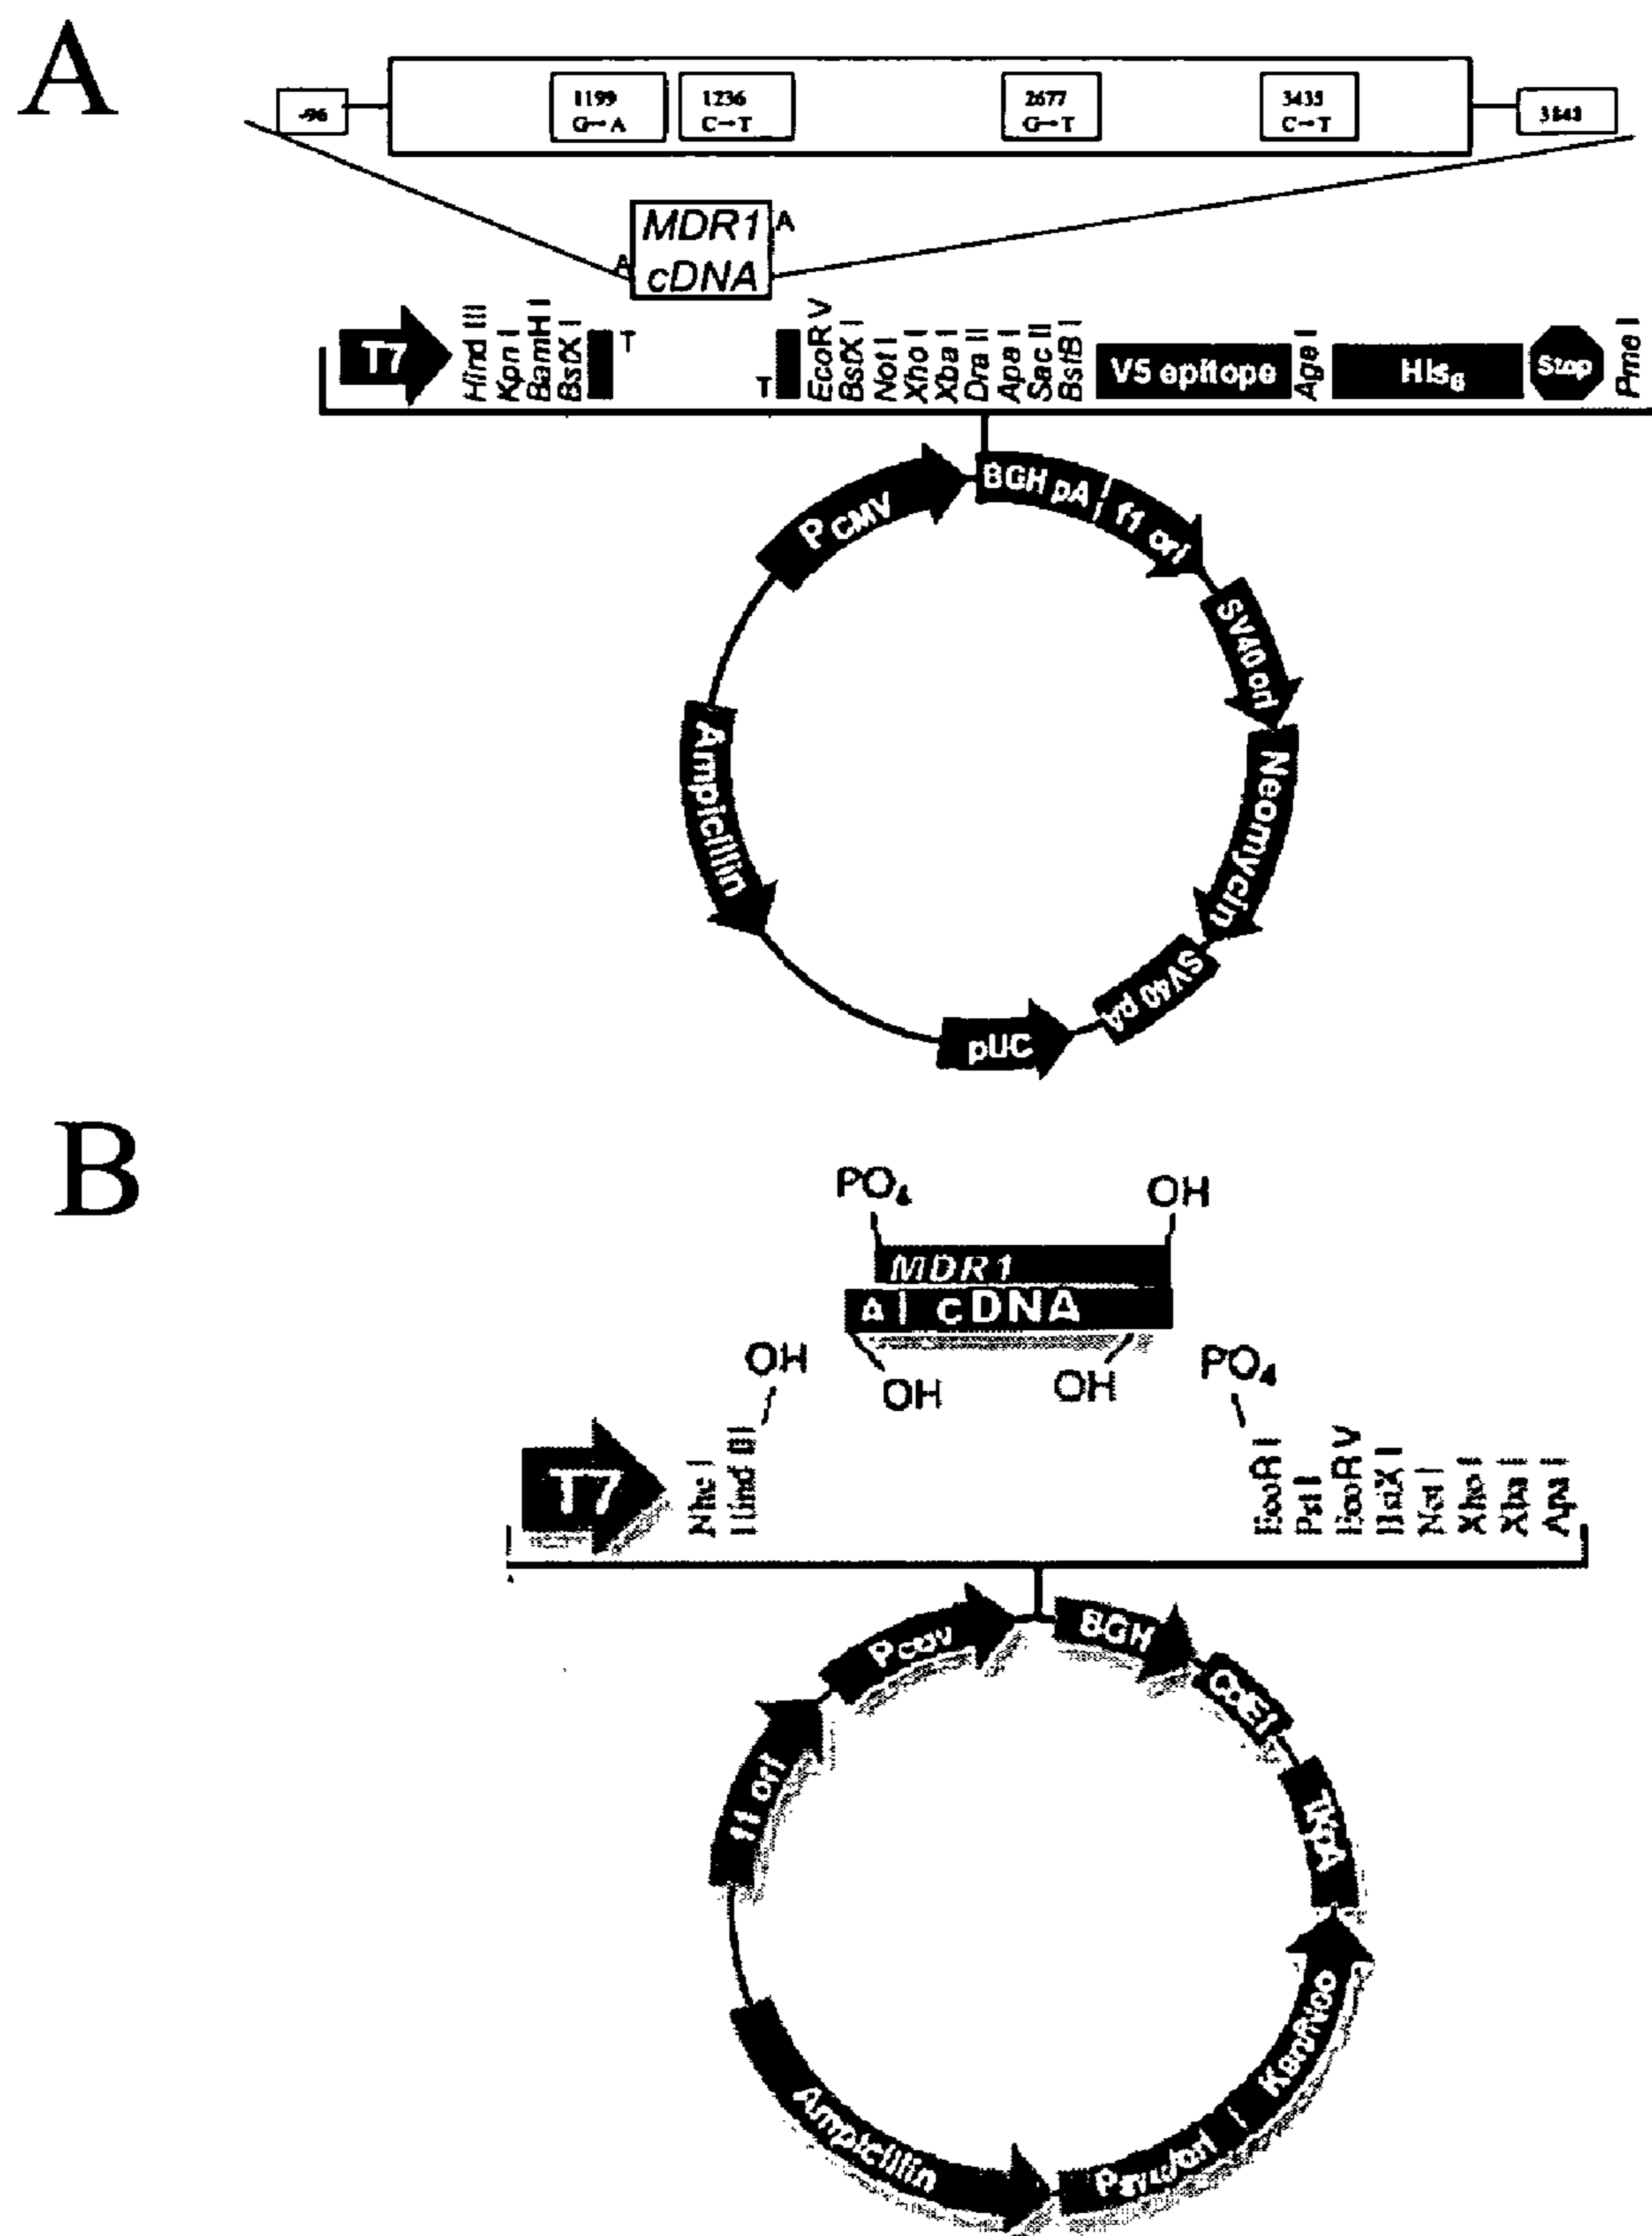 A
-96
1199
G→A
1236
C→T
2677
G→T
3435
C→T
MDR1
cDNA
A
A
T7
Hind III
Kpn I
BamH I
BstX I
T
T
EcoR V
BstX I
Not I
Xho I
Xba I
Dra II
Apa I
Sac II
BstB I
V5 epitope
Age I
His6
Stop
Pme I
PCMV
BGH pA
f1 ori
SV40 ori
Neomycin
SV40 pA
pUC
Ampicillin
B
PO4
OH
MDR1
A
cDNA
OH
OH
OH
PO4
T7
Nhe I
Hind III
EcoR I
Pst I
EcoR V
BstX I
Not I
Xho I
Xba I
Apa I
BGH
TKpA
Ampicillin
f1 ori